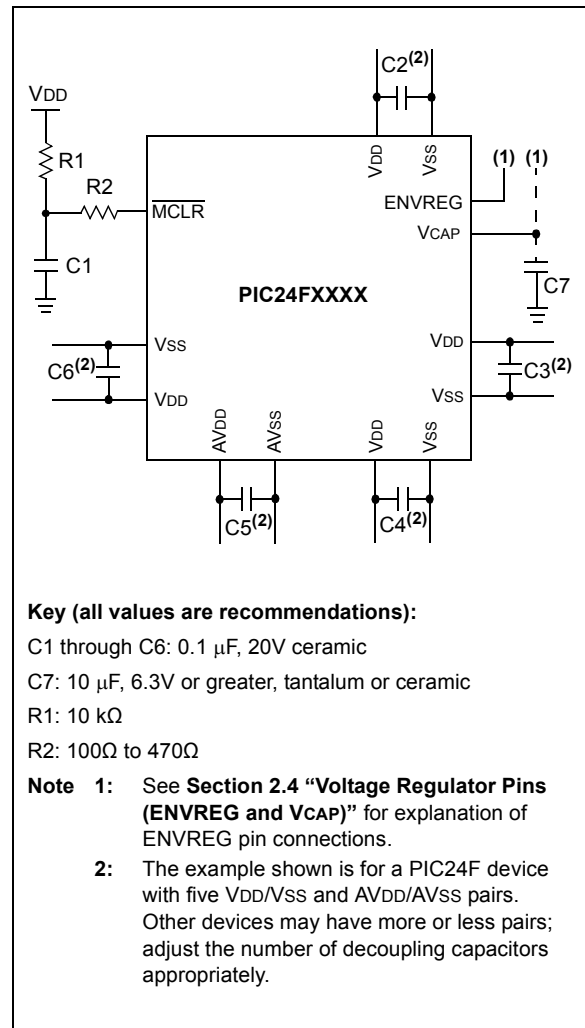 C2(2)
VDD
R1
R2
C1
VDD
VSS
(1) (1)
MCLR
ENVREG
VCAP
C7
PIC24FXXXX
VSS
C6(2)
VDD
VDD
C3(2)
VSS
AVDD
AVSS
VDD
VSS
C5(2)
C4(2)
Key (all values are recommendations):
C1 through C6: 0.1 μF, 20V ceramic
C7: 10 μF, 6.3V or greater, tantalum or ceramic
R1: 10 kΩ
R2: 100Ω to 470Ω
Note 1: See Section 2.4 “Voltage Regulator Pins
(ENVREG and VCAP)” for explanation of
ENVREG pin connections.
2: The example shown is for a PIC24F device
with five VDD/VSS and AVDD/AVSS pairs.
Other devices may have more or less pairs;
adjust the number of decoupling capacitors
appropriately.